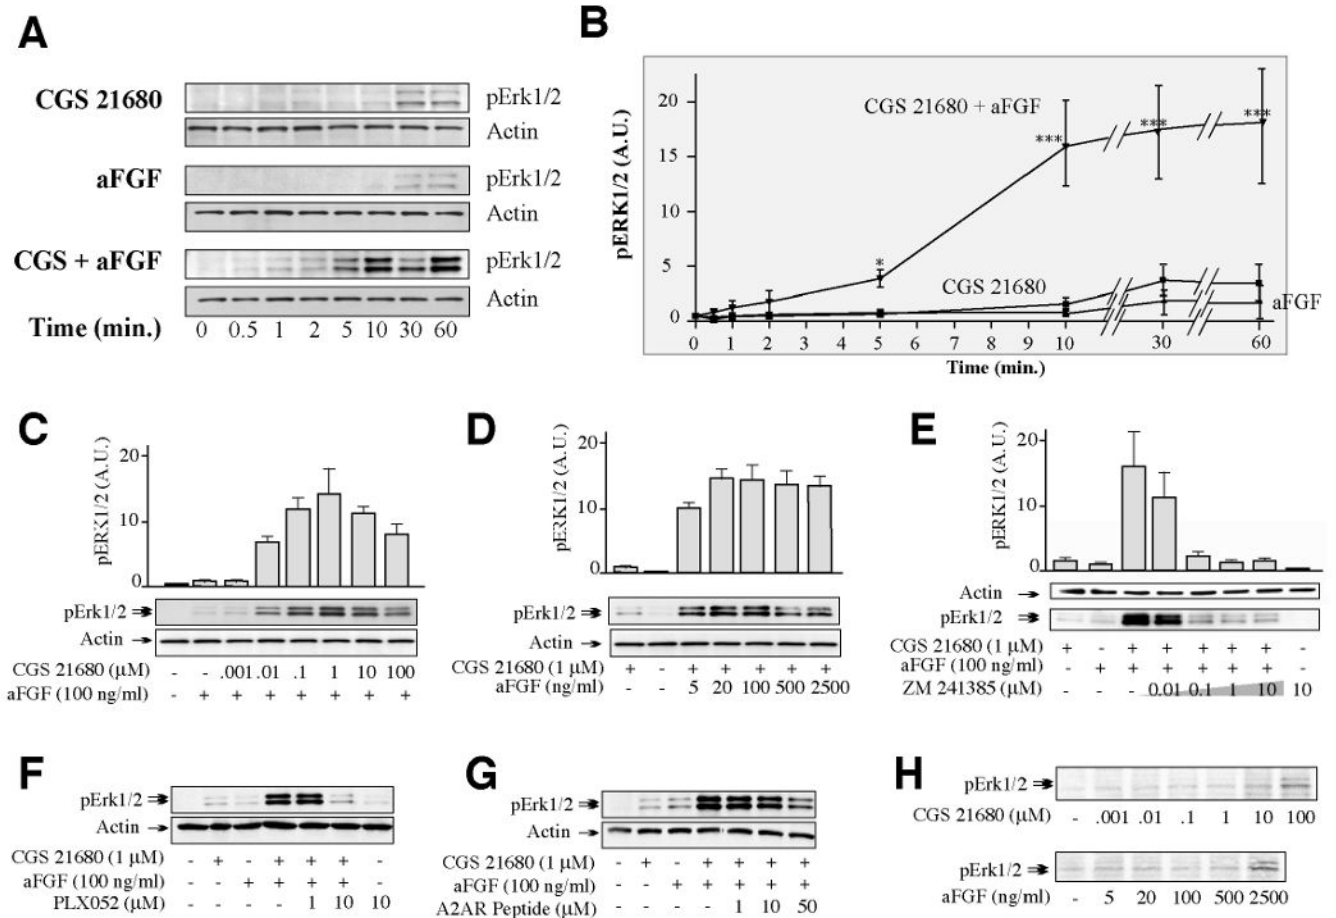 A
CGS 21680 pErk1/2
Actin
aFGF pErk1/2
Actin
CGS + aFGF pErk1/2
Actin
Time (min.) 0 0.5 1 2 5 10 30 60
B
pERK1/2 (A.U.)
20
15
10
5
0
CGS 21680 + aFGF
***
***
***
*
CGS 21680
aFGF
0 1 2 3 4 5 6 7 8 9 10 30 60
Time (min.)
C
pERK1/2 (A.U.)
20
10
0
pErk1/2
Actin
CGS 21680 (µM) - - .001 .01 .1 1 10 100
aFGF (100 ng/ml) - + + + + + + +
D
pERK1/2 (A.U.)
20
10
0
pErk1/2
Actin
CGS 21680 (1 µM) + - + + + + +
aFGF (ng/ml) - - 5 20 100 500 2500
E
pERK1/2 (A.U.)
20
10
0
Actin
pErk1/2
CGS 21680 (1 µM) + - + + + + + -
aFGF (100 ng/ml) - + + + + + + -
ZM 241385 (µM) - - - 0.01 0.1 1 10 10
F
pErk1/2
Actin
CGS 21680 (1 µM) - + - + + + -
aFGF (100 ng/ml) - - + + + + -
PLX052 (µM) - - - - 1 10 10
G
pErk1/2
Actin
CGS 21680 (1 µM) - + - + + + +
aFGF (100 ng/ml) - - + + + + +
A2AR Peptide (µM) - - - - 1 10 50
H
pErk1/2
CGS 21680 (µM) - .001 .01 .1 1 10 100
pErk1/2
aFGF (ng/ml) - 5 20 100 500 2500